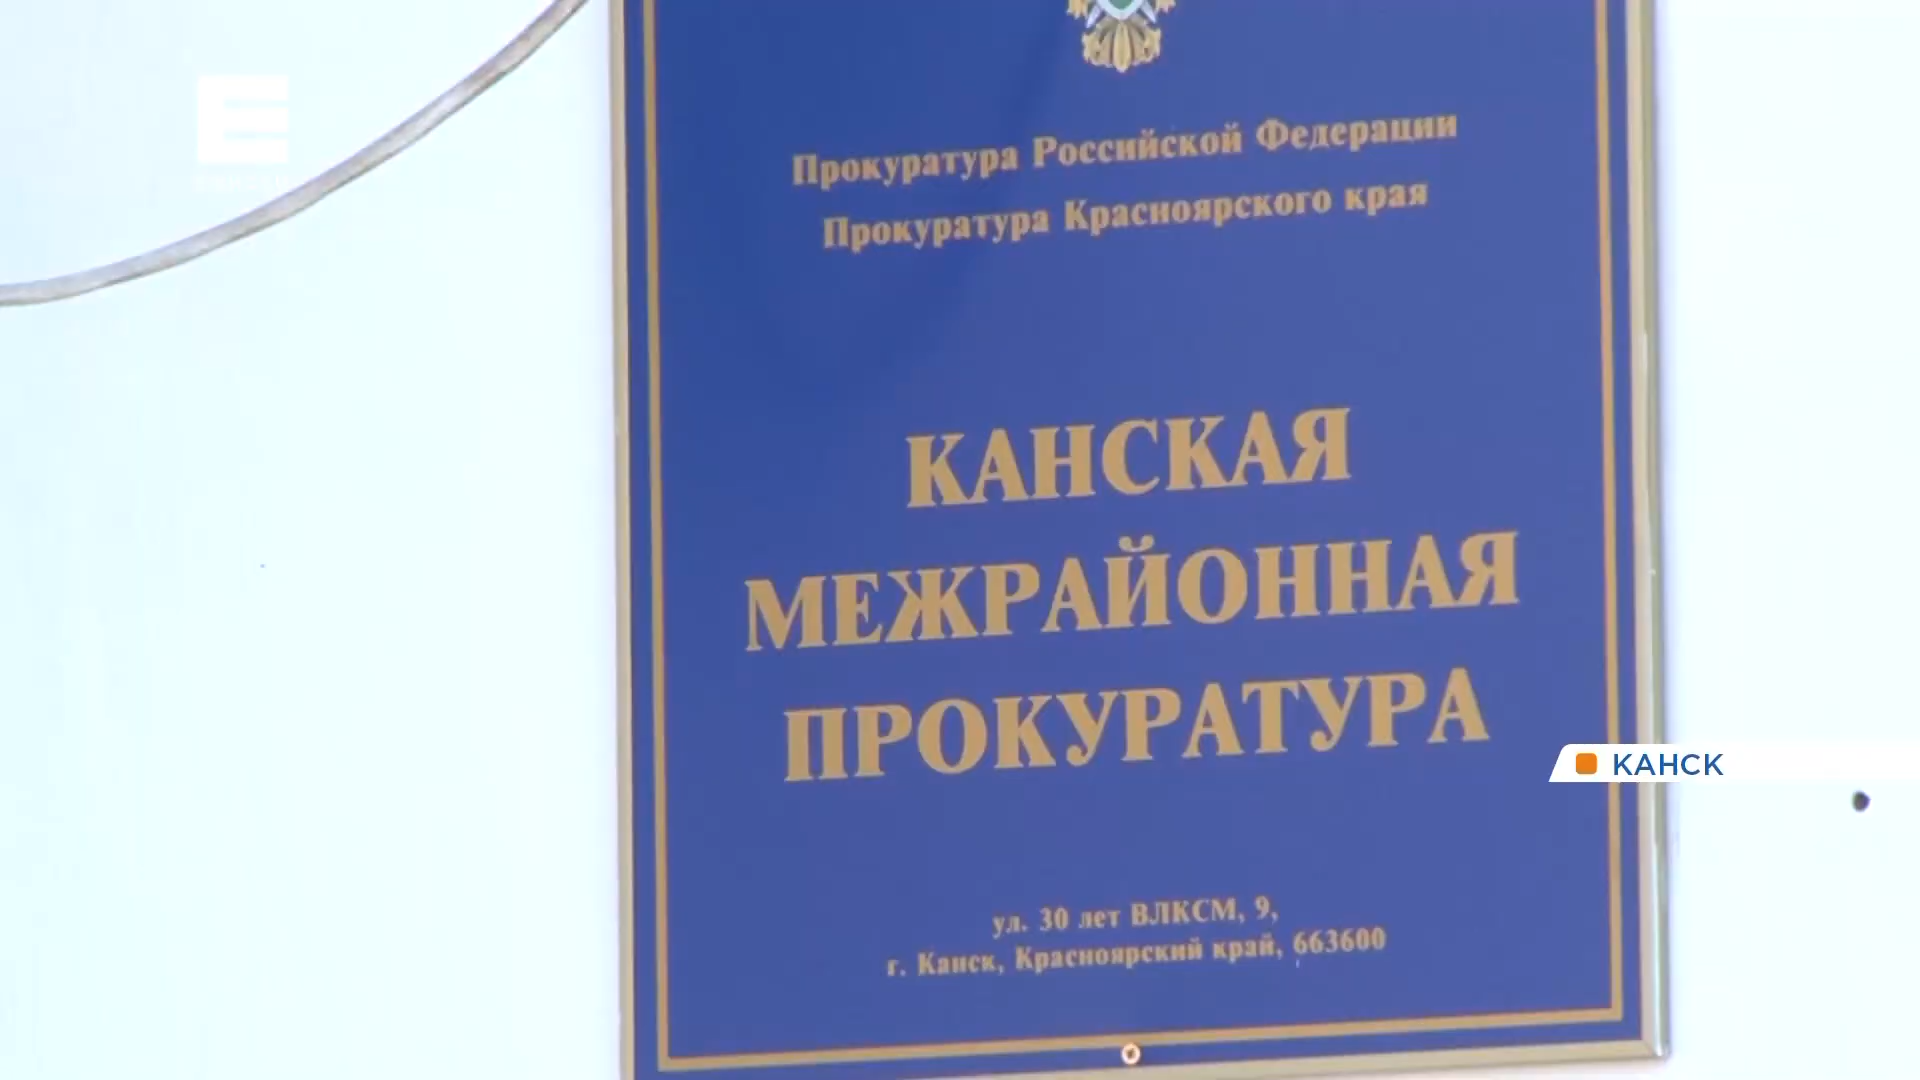 Прокуратура Российской Федерации
Прокуратура Красноярского края
КАНСКАЯ
МЕЖРАЙОННАЯ
ПРОКУРАТУРА
КАНСК
ул. 30 лет ВЛКСМ, 9,
г. Канск, Красноярский край, 663600